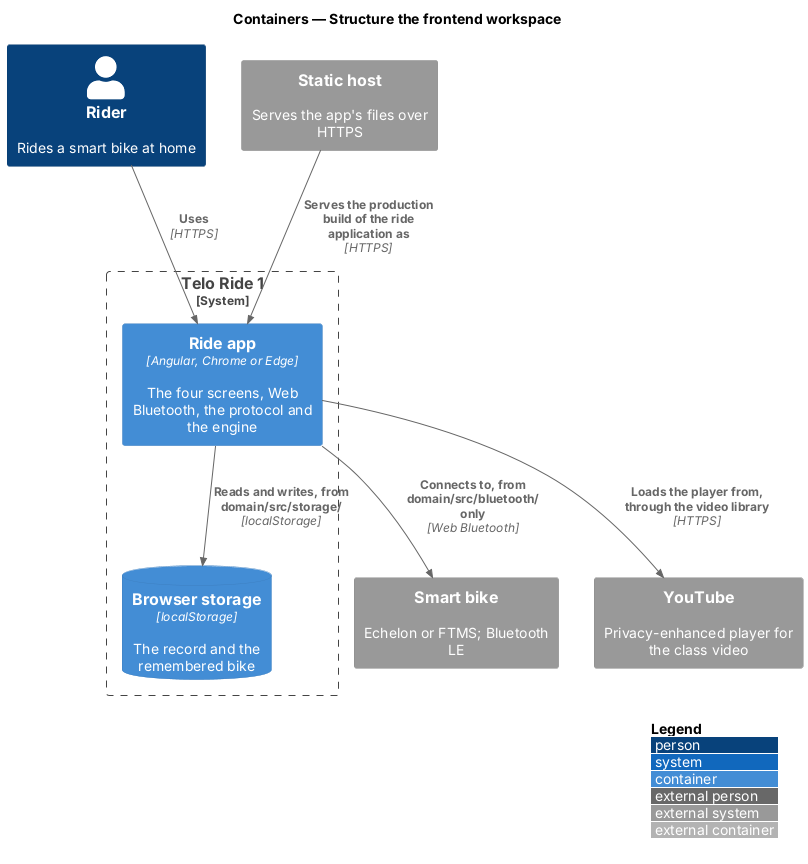 Containers — Structure the frontend workspace
Rider
Rides a smart bike at home
Static host
Serves the app's files over
HTTPS
Uses
[HTTPS]
Serves the production
build of the ride
application as
[HTTPS]
Telo Ride 1
[System]
Ride app
[Angular, Chrome or Edge]
The four screens, Web
Bluetooth, the protocol and
the engine
Reads and writes, from
domain/src/storage/
[localStorage]
Connects to, from
domain/src/bluetooth/
only
[Web Bluetooth]
Loads the player from,
through the video library
[HTTPS]
Browser storage
[localStorage]
The record and the
remembered bike
Smart bike
Echelon or FTMS; Bluetooth
LE
YouTube
Privacy-enhanced player for
the class video
Legend
person
system
container
external person
external system
external container